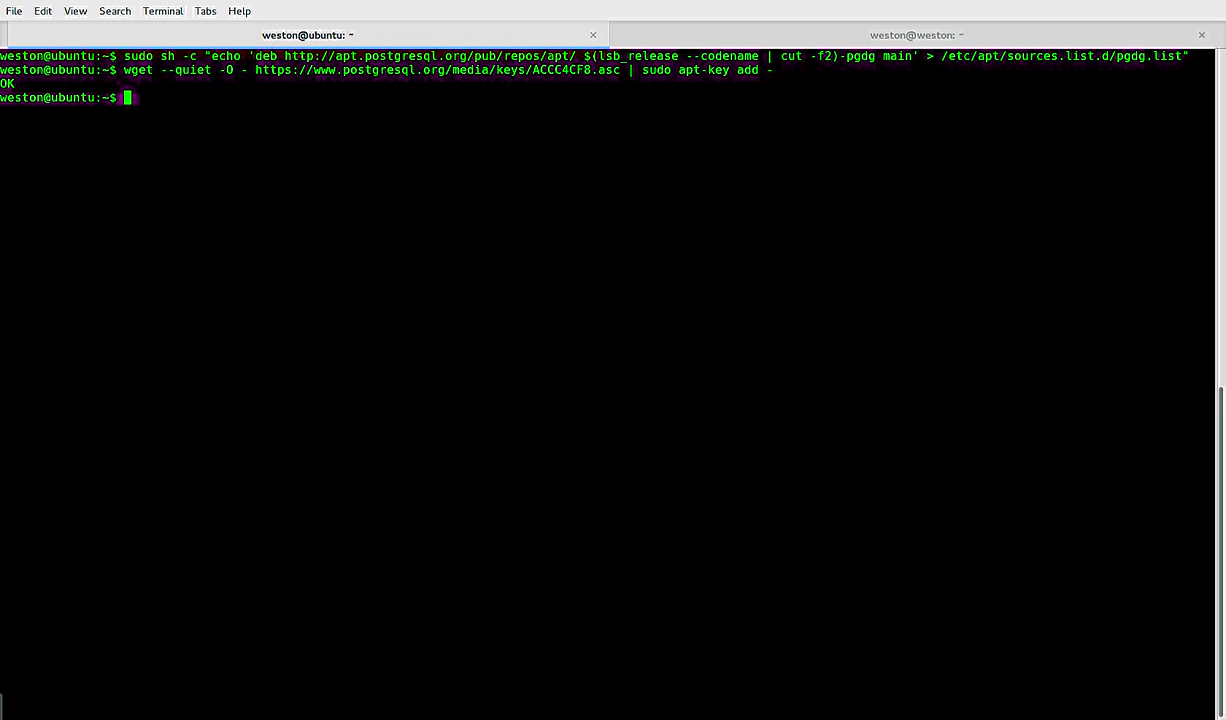 File Edit View Search Terminal Tabs Help
weston@ubuntu: ~ × weston@weston: ~ ×
weston@ubuntu:~$ sudo sh -c "echo 'deb http://apt.postgresql.org/pub/repos/apt/ $(lsb_release --codename | cut -f2)-pgdg main' > /etc/apt/sources.list.d/pgdg.list"
weston@ubuntu:~$ wget --quiet -O - https://www.postgresql.org/media/keys/ACCC4CF8.asc | sudo apt-key add -
OK
weston@ubuntu:~$